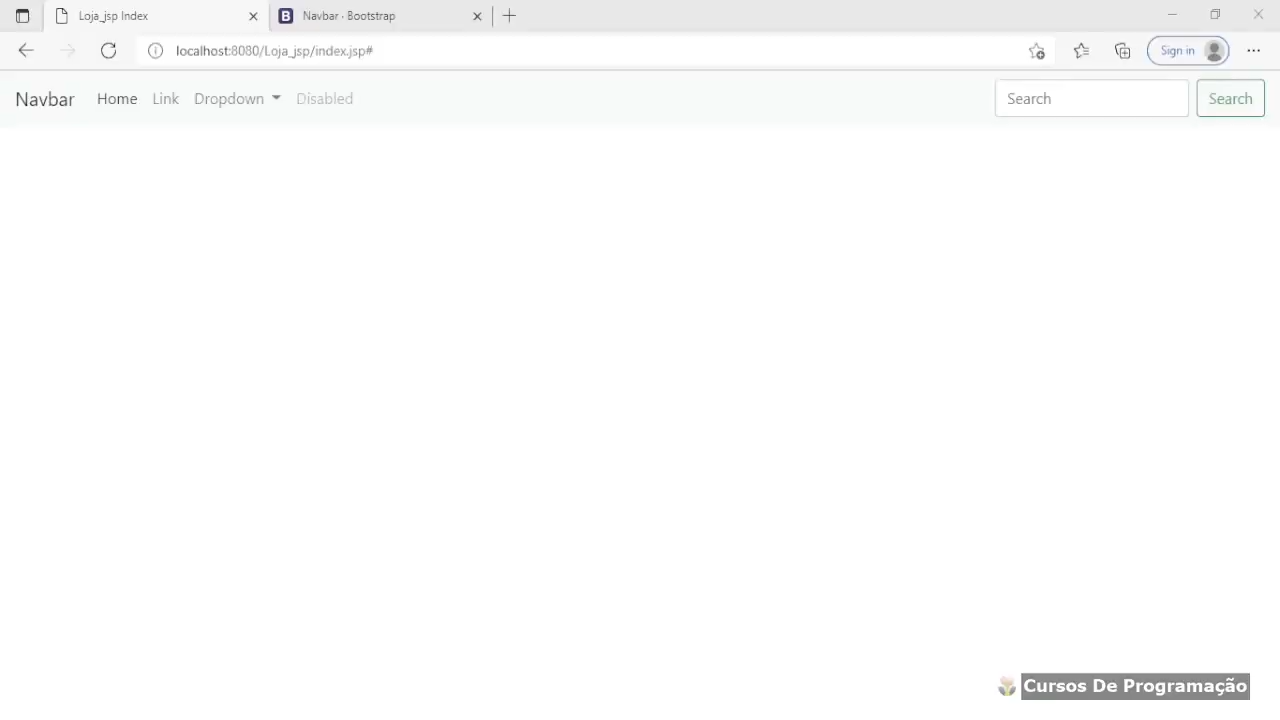 Loja_jsp Index
Navbar · Bootstrap
localhost:8080/Loja_jsp/index.jsp#
Sign in
Navbar Home Link Dropdown Disabled Search Search
Cursos De Programação